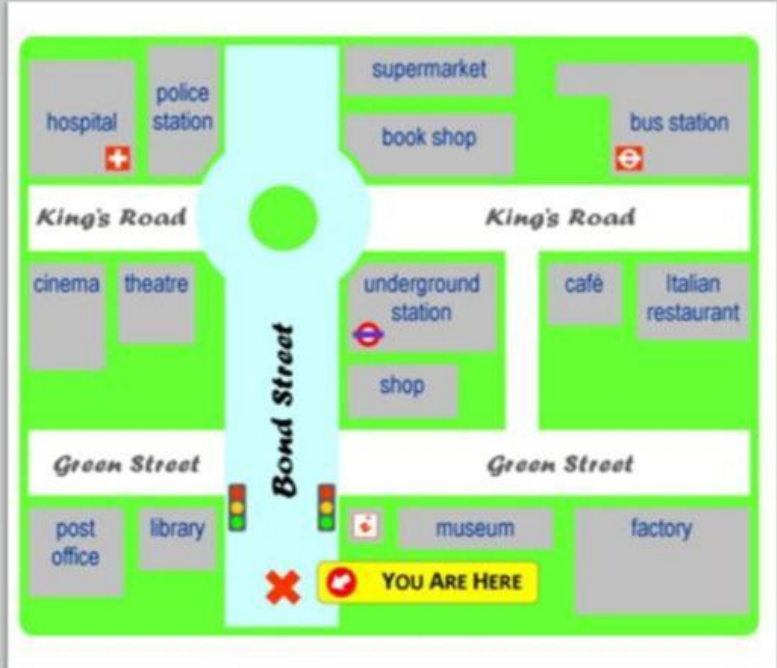 hospital
police
station
supermarket
book shop
bus station
King's Road
King's Road
cinema
theatre
underground
station
café
Italian
restaurant
shop
Bond Street
Green Street
Green Street
post
office
library
museum
factory
YOU ARE HERE